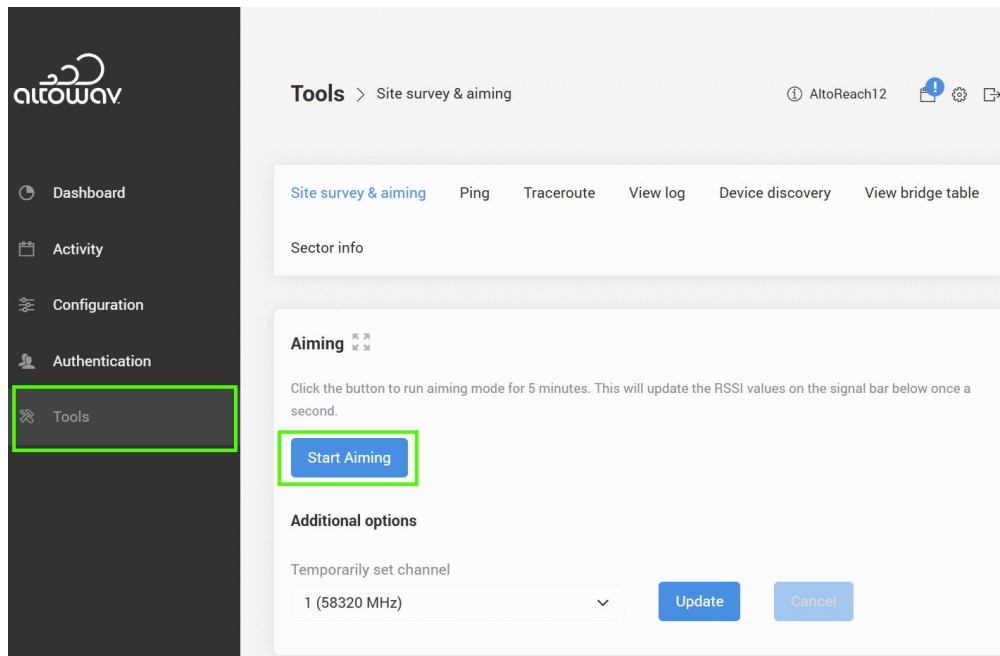 altowav
Tools > Site survey & aiming
AltoReach12
Dashboard
Activity
Configuration
Authentication
Tools
Site survey & aiming Ping Traceroute View log Device discovery View bridge table
Sector info
Aiming
Click the button to run aiming mode for 5 minutes. This will update the RSSI values on the signal bar below once a
second.
Start Aiming
Additional options
Temporarily set channel
1 (58320 MHz)
Update
Cancel